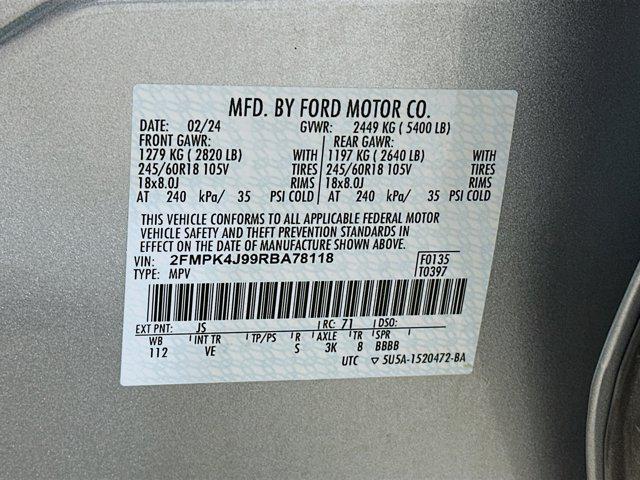 MFD. BY FORD MOTOR CO.
DATE: 02/24 GVWR: 2449 KG ( 5400 LB)
FRONT GAWR: REAR GAWR:
1279 KG ( 2820 LB) WITH 1197 KG ( 2640 LB) WITH
245/60R18 105V TIRES 245/60R18 105V TIRES
18x8.0J RIMS 18x8.0J RIMS
AT 240 kPa/ 35 PSI COLD AT 240 kPa/ 35 PSI COLD
THIS VEHICLE CONFORMS TO ALL APPLICABLE FEDERAL MOTOR
VEHICLE SAFETY AND THEFT PREVENTION STANDARDS IN
EFFECT ON THE DATE OF MANUFACTURE SHOWN ABOVE.
VIN: 2FMPK4J99RBA78118 F0135
TYPE: MPV T0397
EXT PNT: JS RC: 71 DSO:
WB INT TR TP/PS R AXLE TR SPR
112 VE S 3K 8 BBBB
UTC ▽ 5U5A-1520472-BA